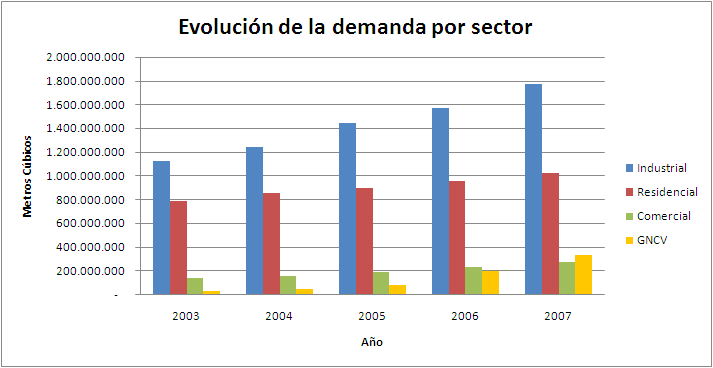 Evolución de la demanda por sector
2.000.000.000
1.800.000.000
1.600.000.000
1.400.000.000
1.200.000.000
1.000.000.000
800.000.000
600.000.000
400.000.000
200.000.000
-
Metros Cúbicos
2003 2004 2005 2006 2007
Año
Industrial
Residencial
Comercial
GNCV